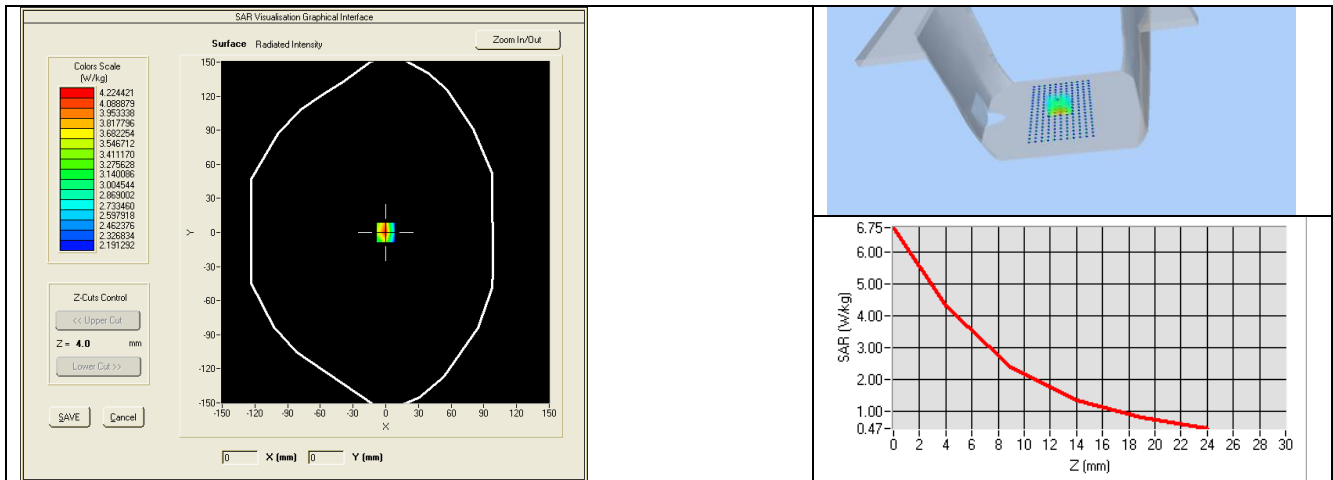 SAR Visualisation Graphical Interface
Surface Radiated Intensity
Zoom In/Out
Colors Scale
(W/kg)
4.224421
4.088879
3.953338
3.817796
3.682254
3.546712
3.411170
3.275628
3.140086
3.004544
2.869002
2.733460
2.597918
2.462376
2.326834
2.191292
Z-Cuts Control
<< Upper Cut
Z = 4.0 mm
Lower Cut >>
SAVE Cancel
150-
120-
90-
60-
30-
Y 0-
-30-
-60-
-90-
-120-
-150-
-150 -120 -90 -60 -30 0 30 60 90 120 150
X
0 X (mm) 0 Y (mm)
6.75-
6.00-
5.00-
4.00-
3.00-
2.00-
1.00-
0.47-
SAR (W/kg)
0 2 4 6 8 10 12 14 16 18 20 22 24 26 28 30
Z (mm)